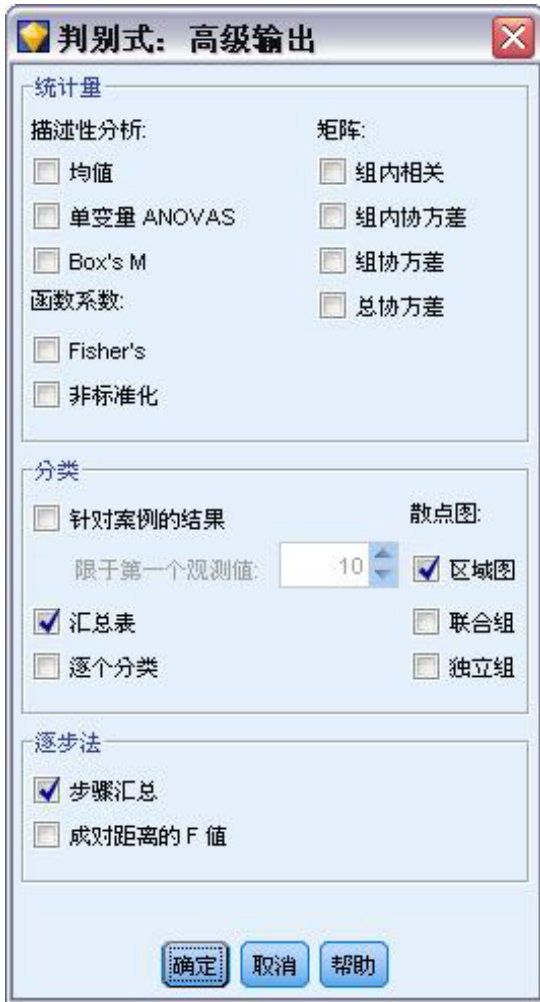 判别式：高级输出
统计量
描述性分析:
均值
单变量 ANOVAS
Box's M
函数系数:
Fisher's
非标准化
矩阵:
组内相关
组内协方差
组协方差
总协方差
分类
针对案例的结果
限于第一个观测值: 10
汇总表
逐个分类
散点图:
区域图
联合组
独立组
逐步法
步骤汇总
成对距离的 F 值
确定 取消 帮助